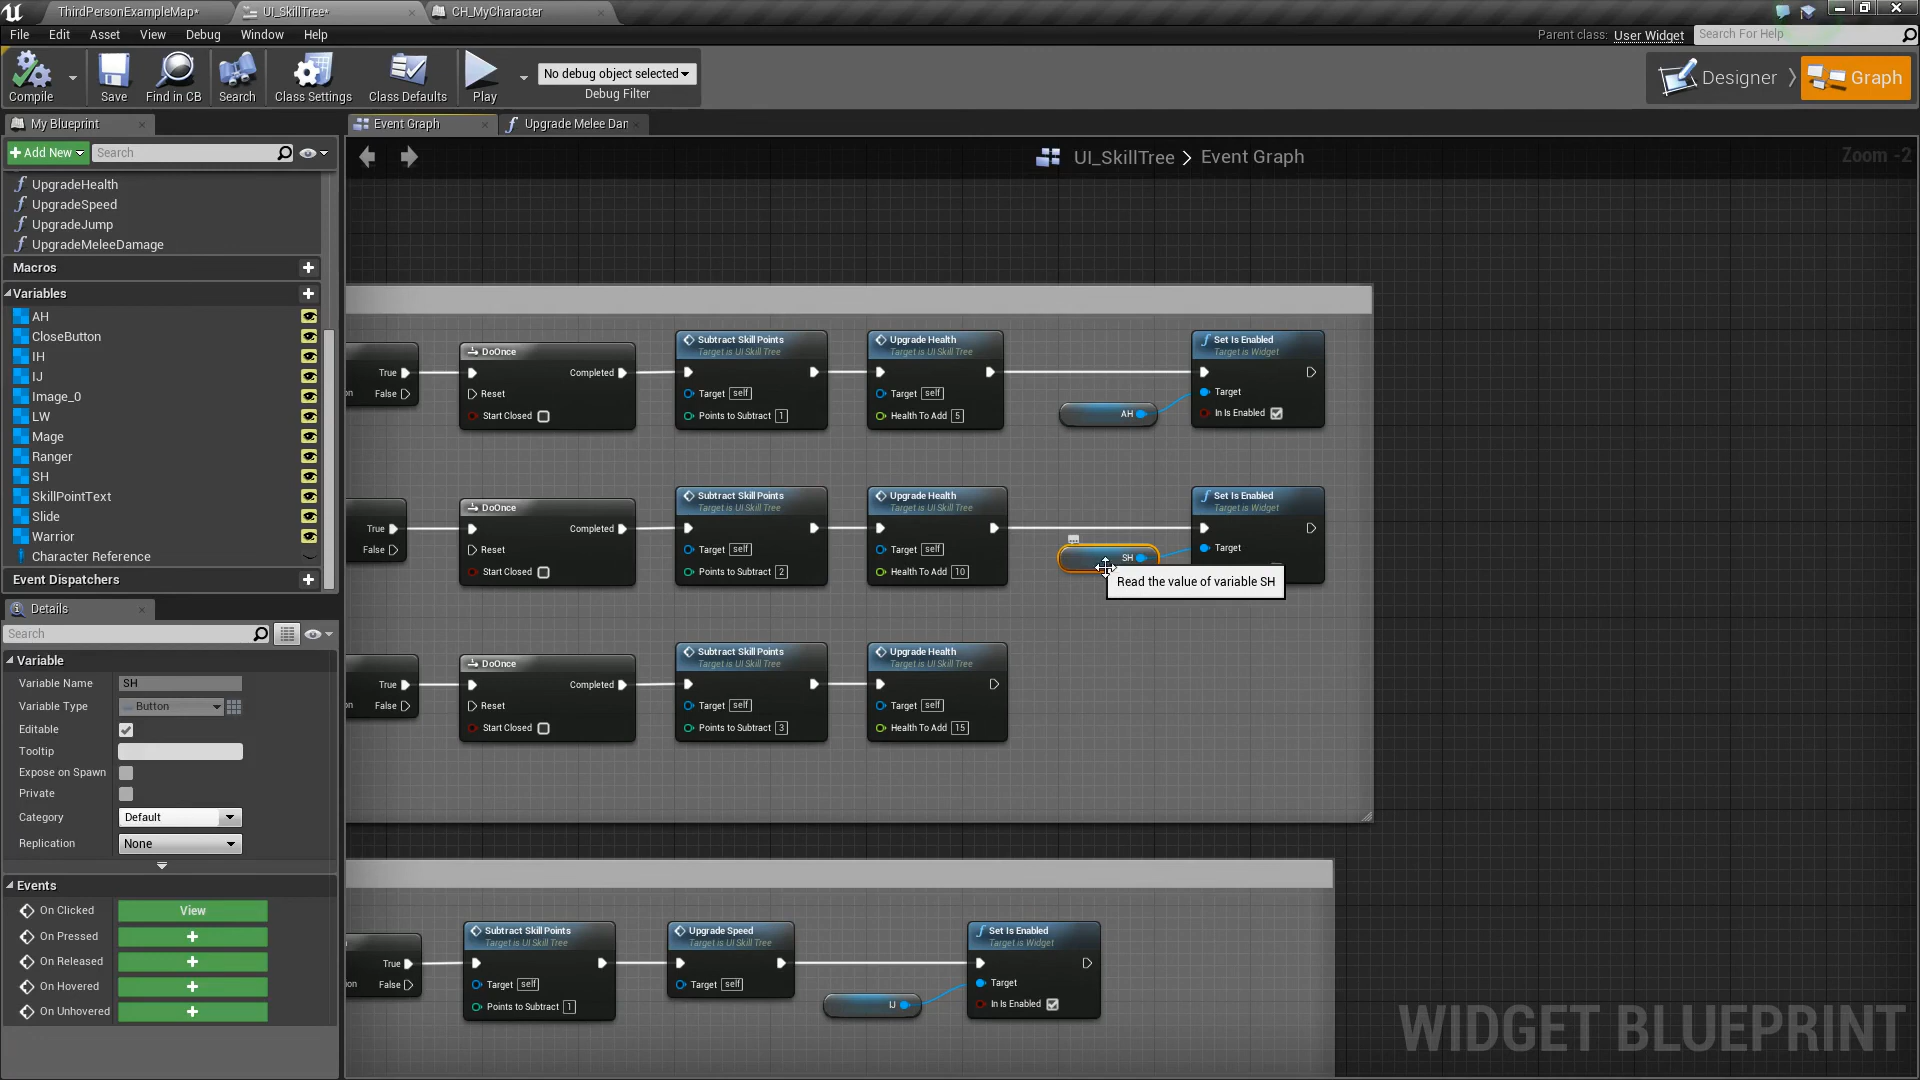 ThirdPersonExampleMap*
UI_SkillTree*
CH_MyCharacter
File Edit Asset View Debug Window Help
Parent class: User Widget
Search For Help
Compile
Save
Find in CB
Search
Class Settings
Class Defaults
Play
No debug object selected
Debug Filter
Designer
Graph
My Blueprint
Event Graph
Upgrade Melee Dar
Add New
Search
UI_SkillTree > Event Graph
Zoom -2
UpgradeHealth
UpgradeSpeed
UpgradeJump
UpgradeMeleeDamage
Macros
Variables
AH
CloseButton
IH
IJ
Image_0
LW
Mage
Ranger
SH
SkillPointText
Slide
Warrior
Character Reference
Event Dispatchers
Details
Search
Variable
Variable Name SH
Variable Type Button
Editable
Tooltip
Expose on Spawn
Private
Category Default
Replication None
Events
On Clicked View
On Pressed
On Released
On Hovered
On Unhovered
True
False
DoOnce
Completed
Reset
Start Closed
Subtract Skill Points
Target is UI Skill Tree
Target self
Points to Subtract 1
Upgrade Health
Target is UI Skill Tree
Target self
Health To Add 5
AH
Set Is Enabled
Target is Widget
Target
In Is Enabled
True
False
DoOnce
Completed
Reset
Start Closed
Subtract Skill Points
Target is UI Skill Tree
Target self
Points to Subtract 2
Upgrade Health
Target is UI Skill Tree
Target self
Health To Add 10
SH
Set Is Enabled
Target is Widget
Target
Read the value of variable SH
on
True
False
DoOnce
Completed
Reset
Start Closed
Subtract Skill Points
Target is UI Skill Tree
Target self
Points to Subtract 3
Upgrade Health
Target is UI Skill Tree
Target self
Health To Add 15
True
False
Subtract Skill Points
Target is UI Skill Tree
Target self
Points to Subtract 1
Upgrade Speed
Target is UI Skill Tree
Target self
IJ
Set Is Enabled
Target is Widget
Target
In Is Enabled
WIDGET BLUEPRINT